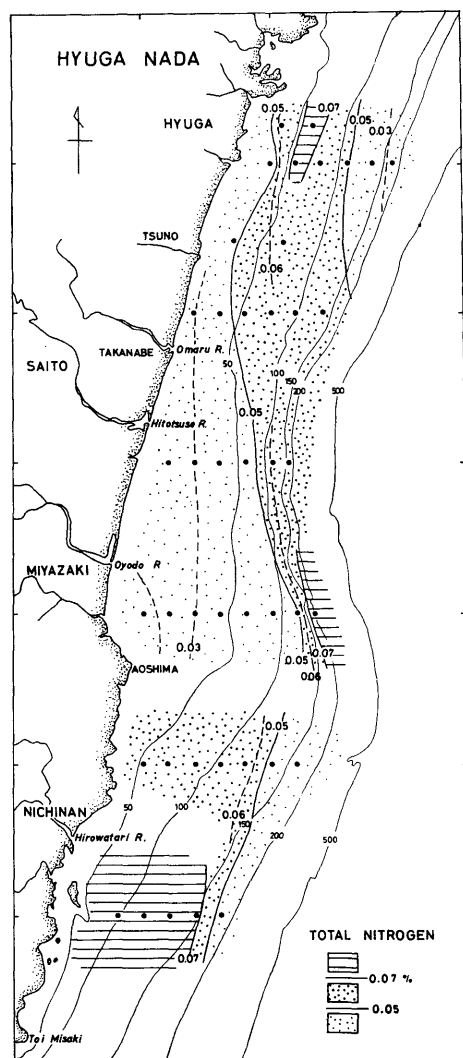 HYUGA NADA
HYUGA
0.05
0.07
0.05
0.03
TSUNO
0.06
TAKANABE
Omaru R.
SAITO
50
100
150
200
500
Hitotsuse R.
0.05
MIYAZAKI
Oyodo R
0.03
AOSHIMA
0.05
0.07
0.06
0.05
NICHINAN
50
100
0.06
150
200
500
Hirowatari R.
0.07
TOTAL NITROGEN
0.07 %
0.05
Toi Misaki